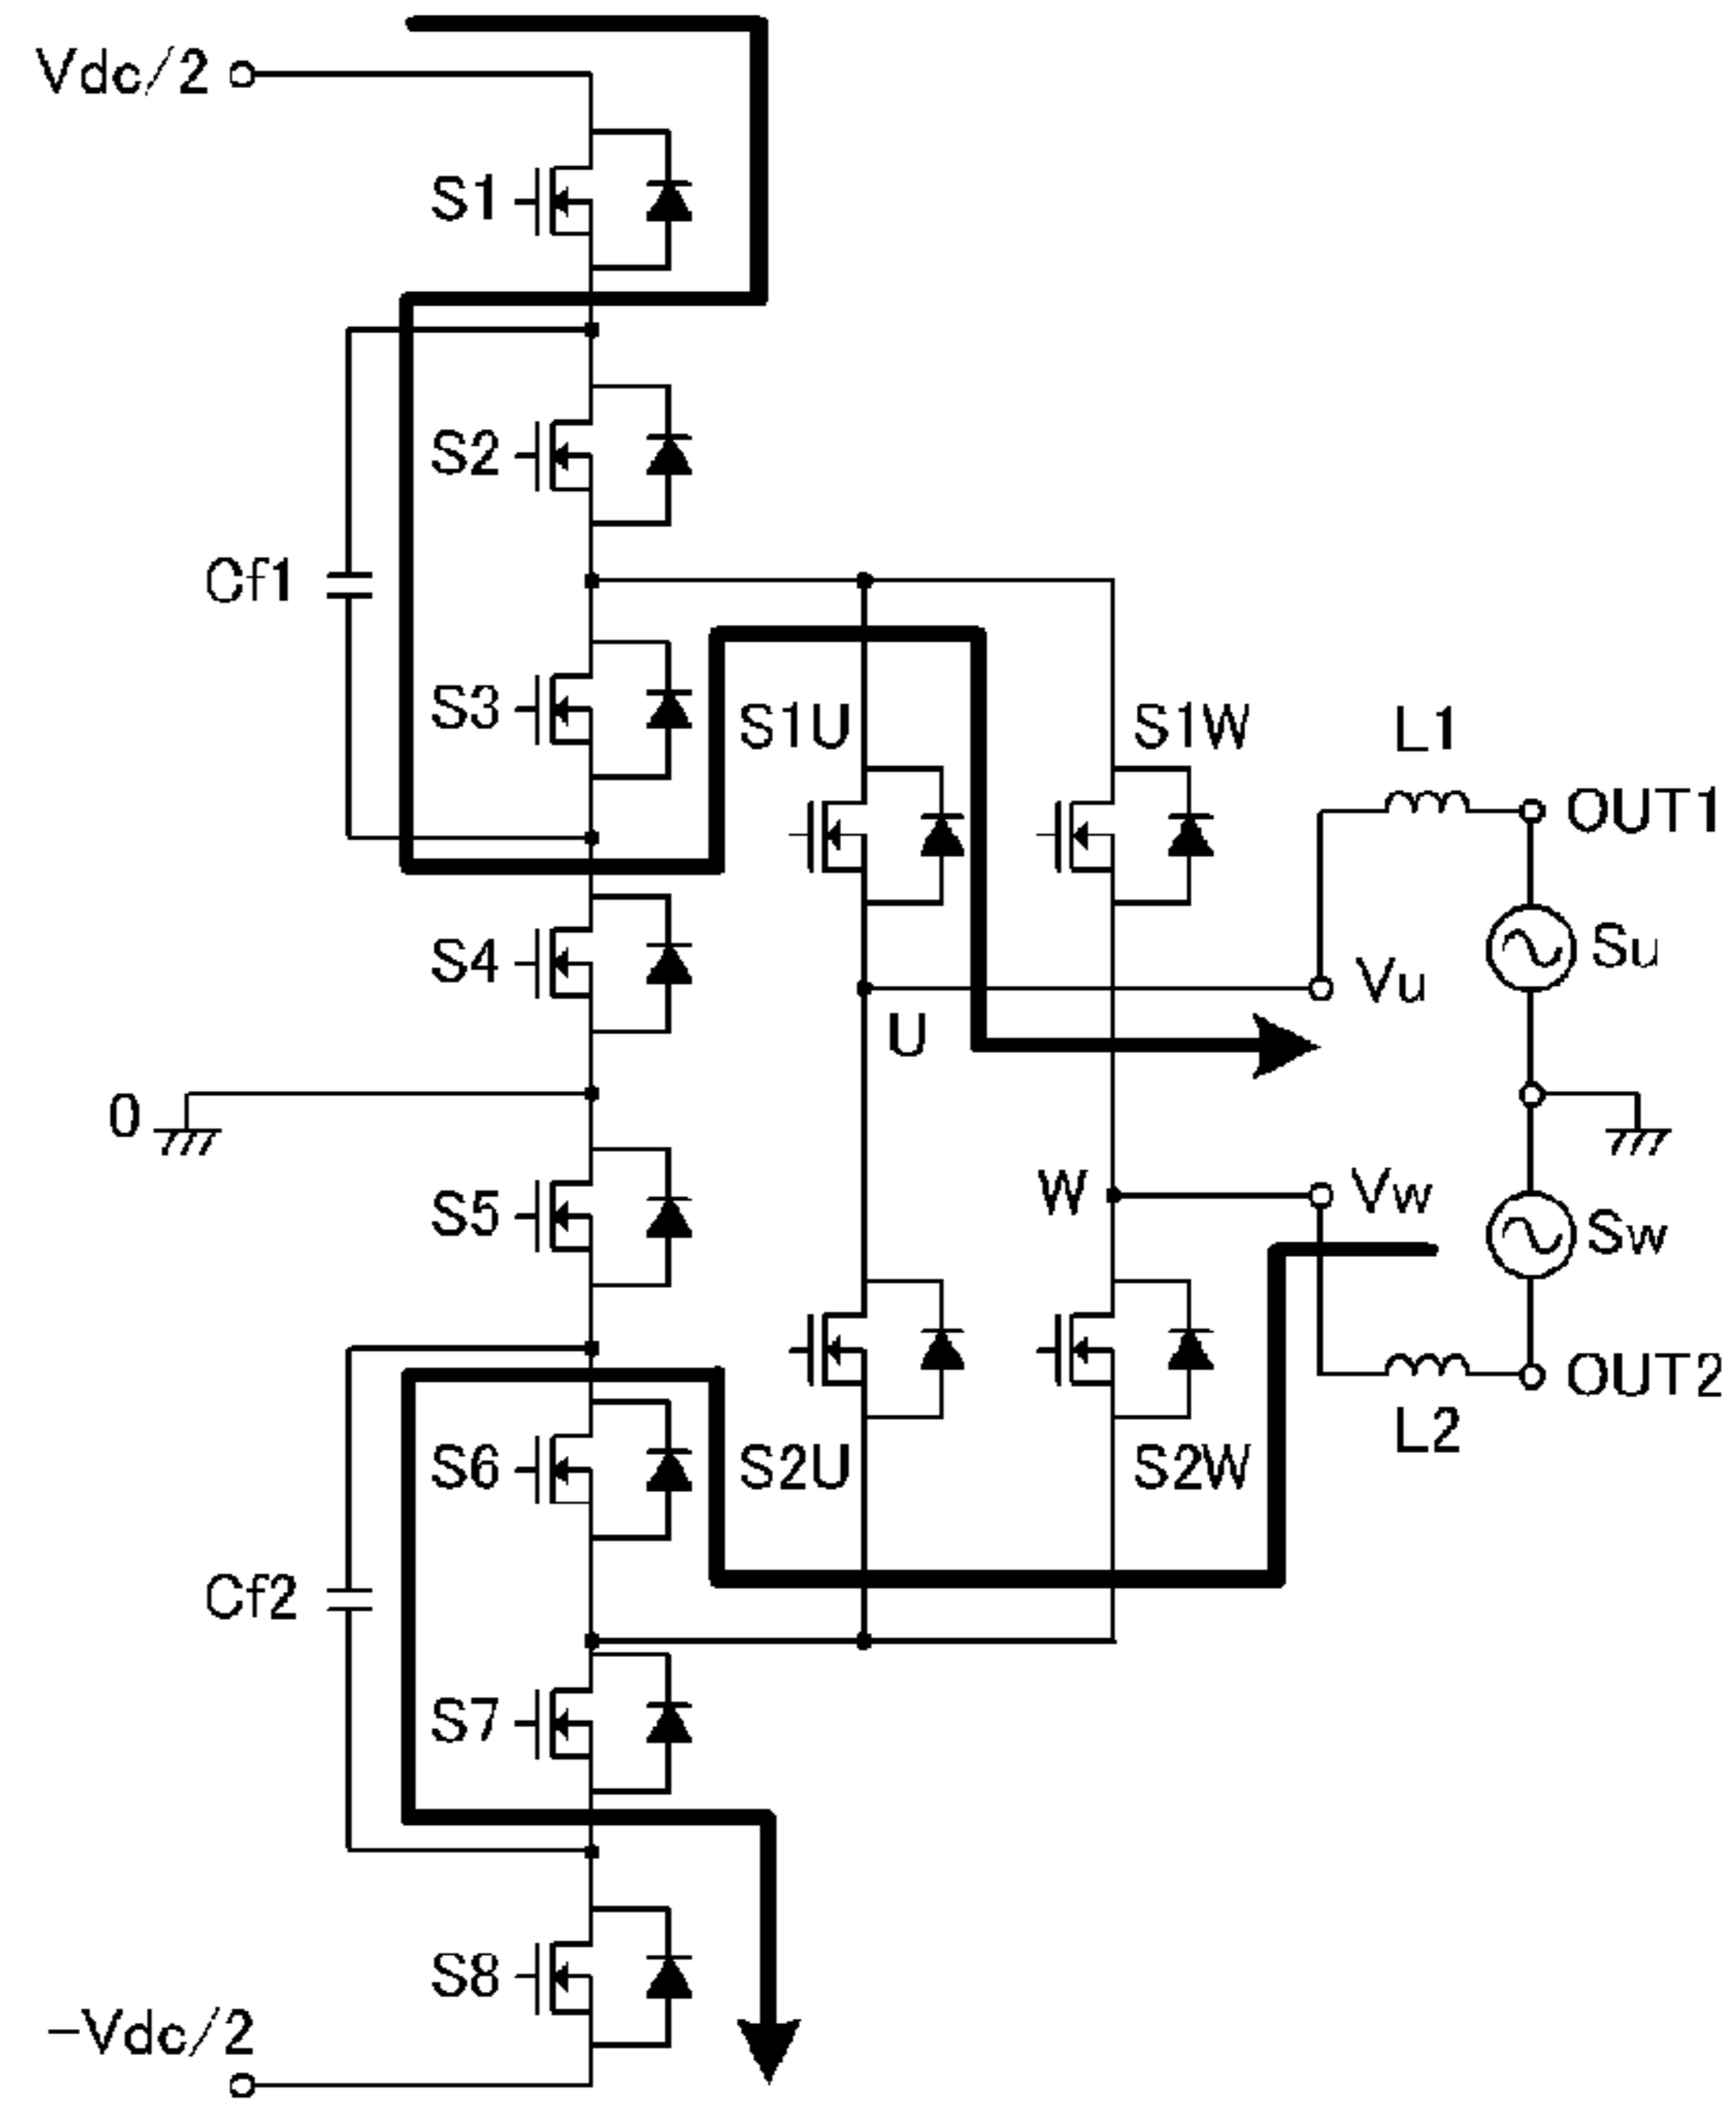 Vdc/2
S1
S2
Cf1
S3
S1U
S1W
L1
OUT1
S4
Su
Vu
U
0
W
Vw
S5
Sw
OUT2
L2
S6
S2U
S2W
Cf2
S7
S8
-Vdc/2